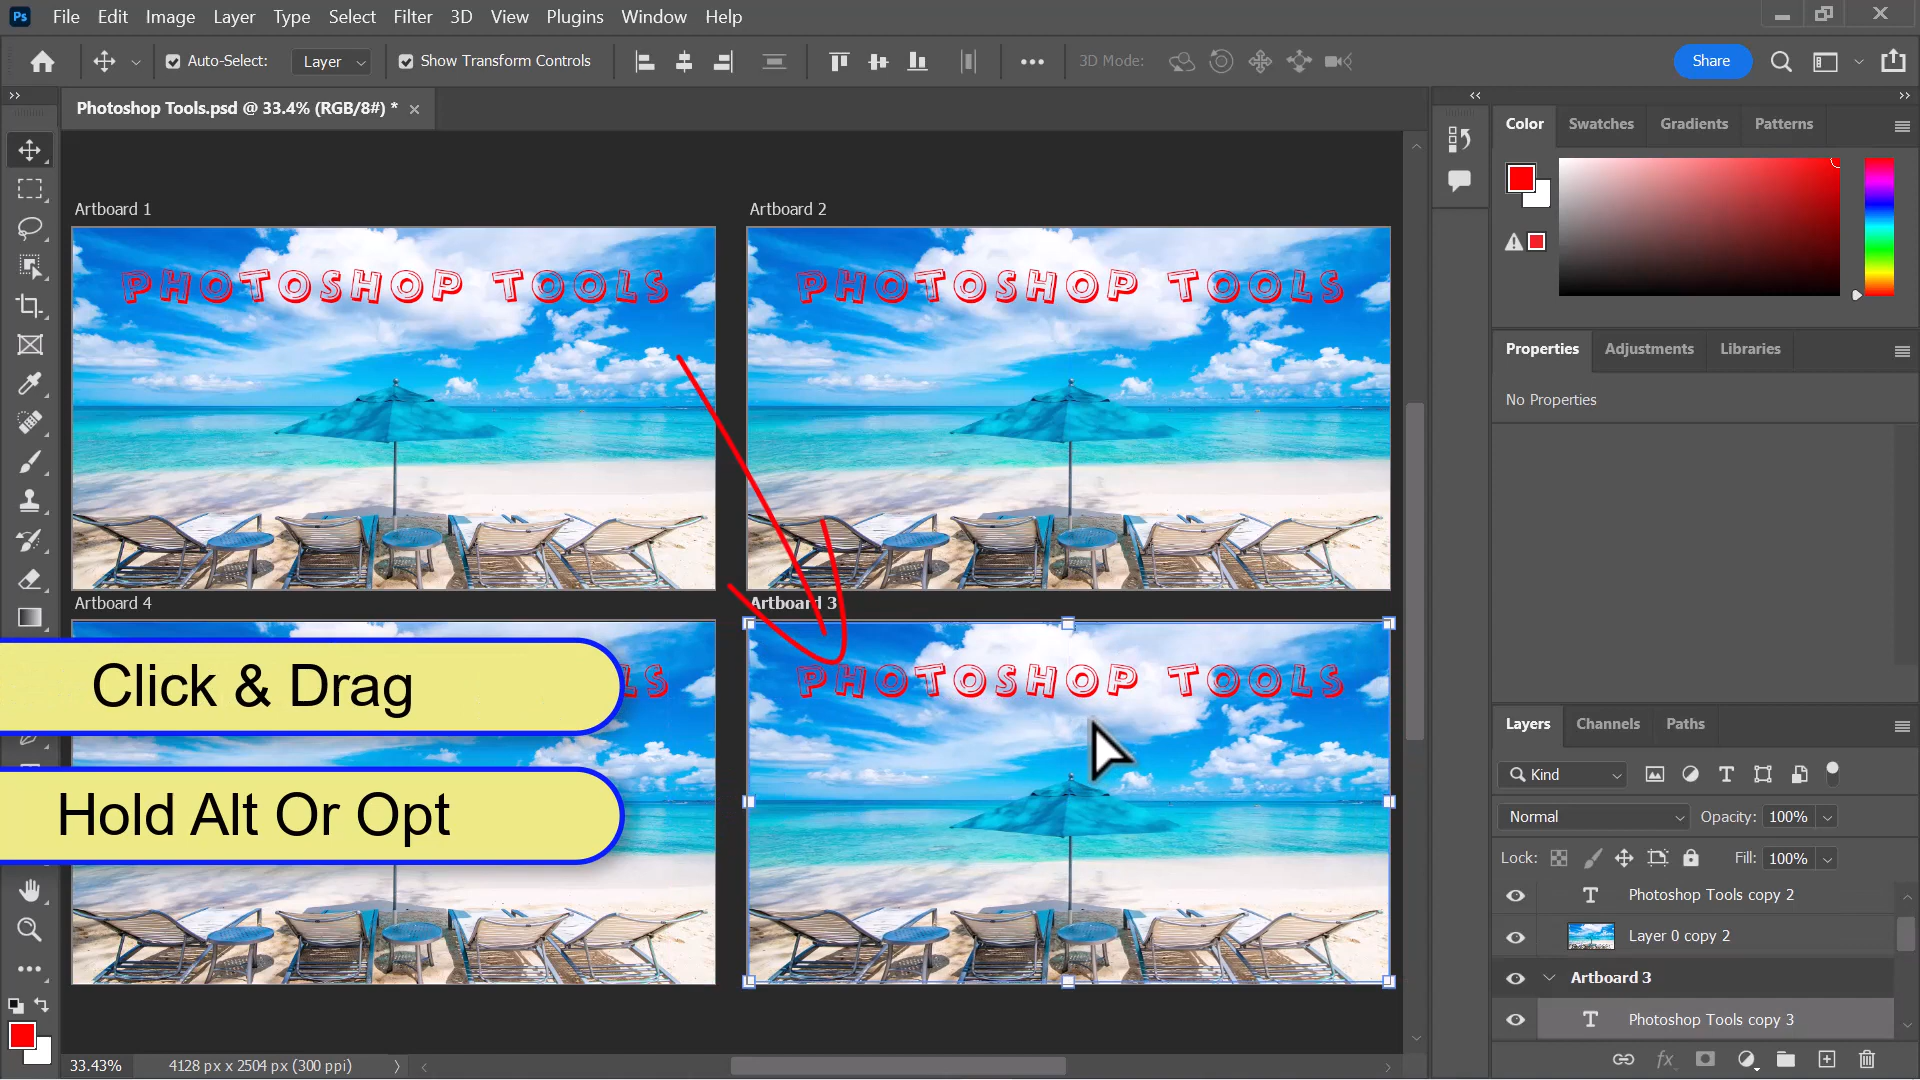 Ps File Edit Image Layer Type Select Filter 3D View Plugins Window Help
Auto-Select: Layer Show Transform Controls 3D Mode: Share
Photoshop Tools.psd @ 33.4% (RGB/8#) *
Artboard 1
Artboard 2
PHOTOSHOP TOOLS
PHOTOSHOP TOOLS
Artboard 4
Artboard 3
LS
PHOTOSHOP TOOLS
Click & Drag
Hold Alt Or Opt
33.43% 4128 px x 2504 px (300 ppi)
Color Swatches Gradients Patterns
Properties Adjustments Libraries
No Properties
Layers Channels Paths
Kind
Normal Opacity: 100%
Lock: Fill: 100%
Photoshop Tools copy 2
Layer 0 copy 2
Artboard 3
Photoshop Tools copy 3
fx